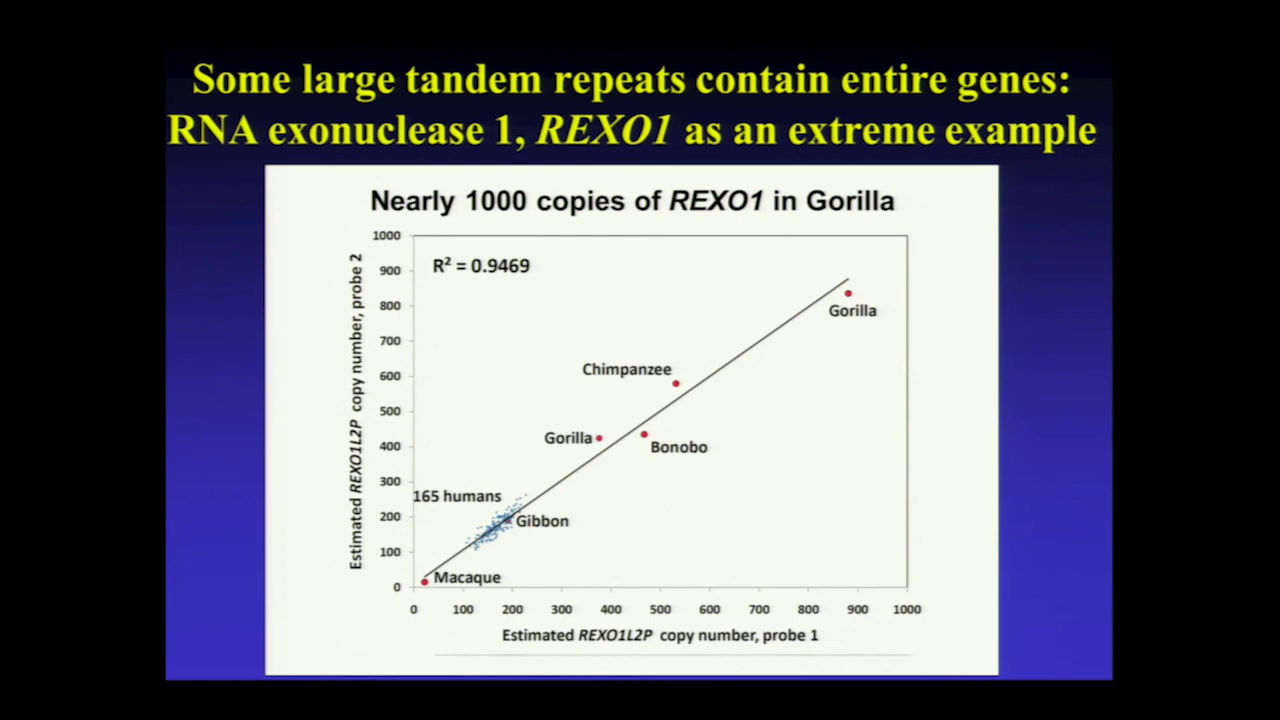 Some large tandem repeats contain entire genes:
RNA exonuclease 1, REXO1 as an extreme example
Nearly 1000 copies of REXO1 in Gorilla
R² = 0.9469
Estimated REXO1L2P copy number, probe 2
1000
900
800
700
600
500
400
300
200
100
0
Gorilla
Chimpanzee
Gorilla
Bonobo
165 humans
Gibbon
Macaque
0 100 200 300 400 500 600 700 800 900 1000
Estimated REXO1L2P copy number, probe 1